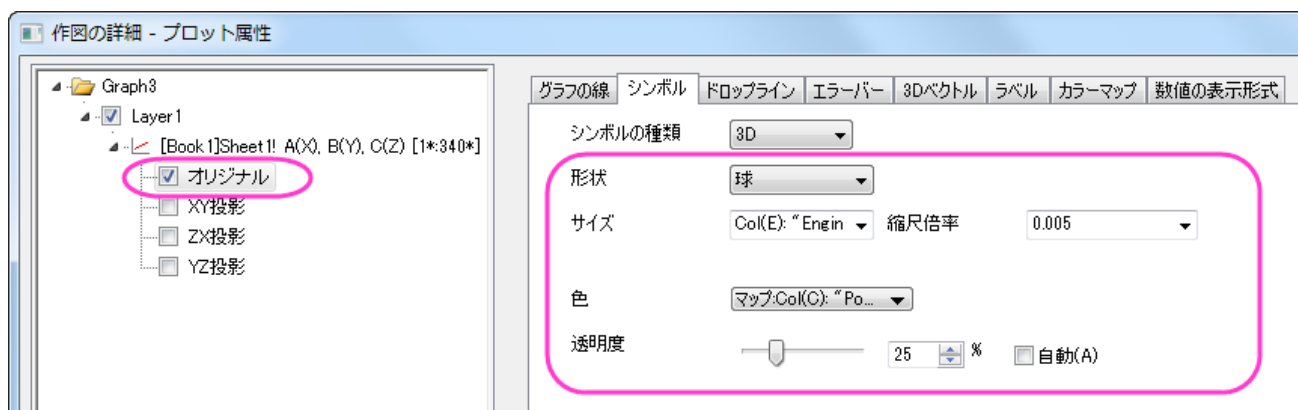 作図の詳細 - プロット属性
Graph3
Layer1
[Book1]Sheet1! A(X), B(Y), C(Z) [1*:340*]
オリジナル
XY投影
ZX投影
YZ投影
グラフの線 シンボル ドロップライン エラーバー 3Dベクトル ラベル カラーマップ 数値の表示形式
シンボルの種類 3D
形状 球
サイズ Col(E): "Engin 縮尺倍率 0.005
色 マップ:Col(C): "Po...
透明度 25 % 自動(A)